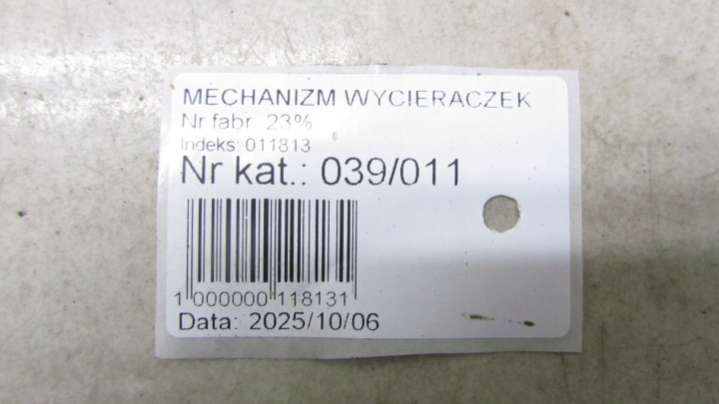 MECHANIZM WYCIERACZEK
Nr fabr. 23%
Indeks: 011813
Nr kat.: 039/011
1 000000 118131
Data: 2025/10/06